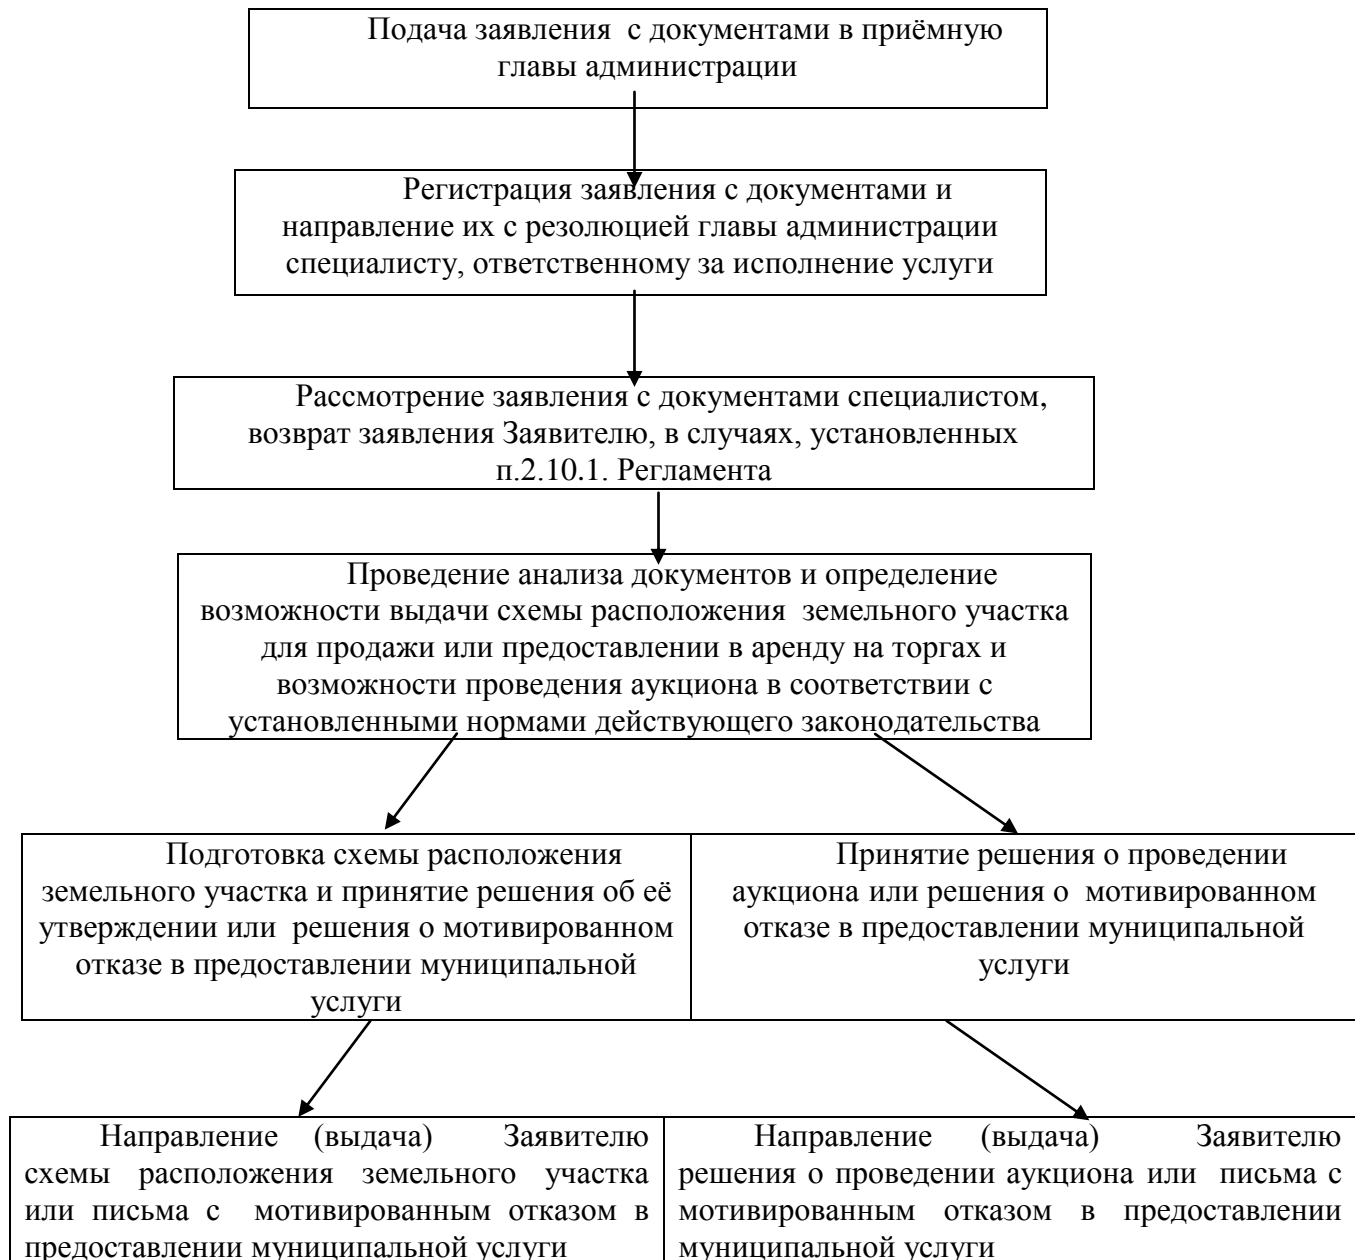 Подача заявления с документами в приёмную
главы администрации
Регистрация заявления с документами и
направление их с резолюцией главы администрации
специалисту, ответственному за исполнение услуги
Рассмотрение заявления с документами специалистом,
возврат заявления Заявителю, в случаях, установленных
п.2.10.1. Регламента
Проведение анализа документов и определение
возможности выдачи схемы расположения земельного участка
для продажи или предоставлении в аренду на торгах и
возможности проведения аукциона в соответствии с
установленными нормами действующего законодательства
Подготовка схемы расположения
земельного участка и принятие решения об её
утверждении или решения о мотивированном
отказе в предоставлении муниципальной
услуги
Принятие решения о проведении
аукциона или решения о мотивированном
отказе в предоставлении муниципальной
услуги
Направление (выдача) Заявителю
схемы расположения земельного участка
или письма с мотивированным отказом в
предоставлении муниципальной услуги
Направление (выдача) Заявителю
решения о проведении аукциона или письма с
мотивированным отказом в предоставлении
муниципальной услуги